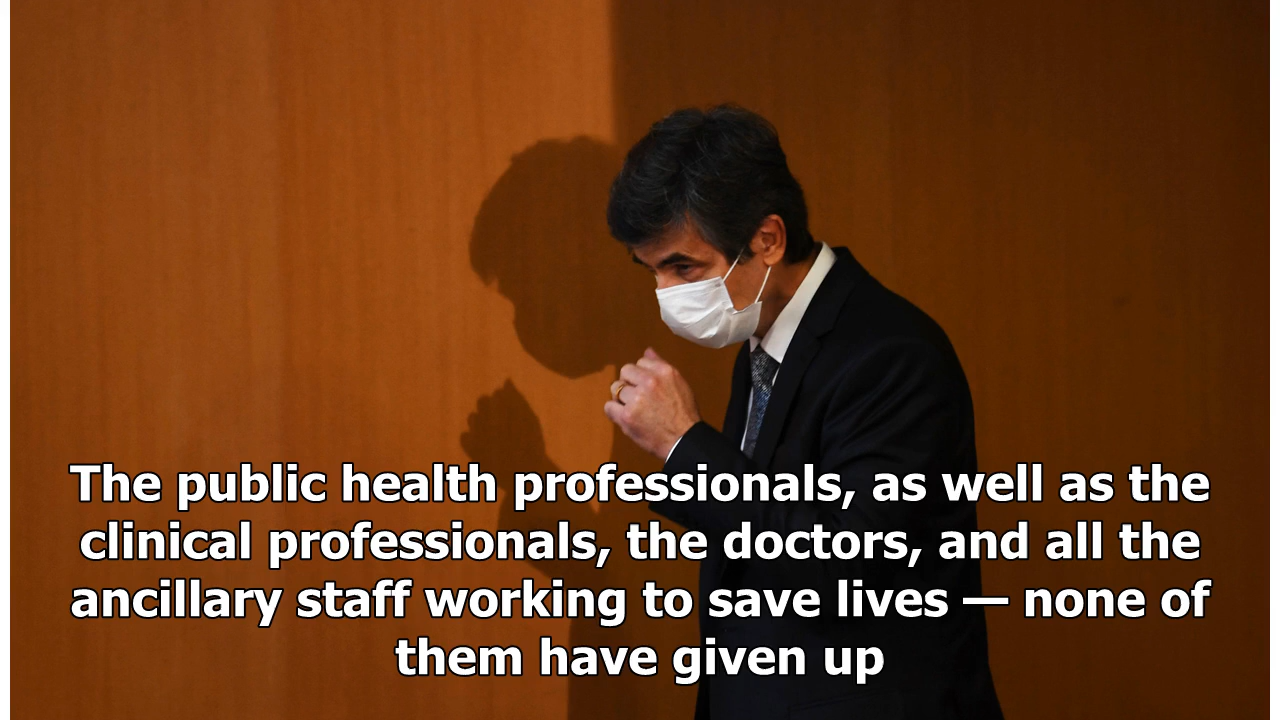 The public health professionals, as well as the
clinical professionals, the doctors, and all the
ancillary staff working to save lives — none of
them have given up